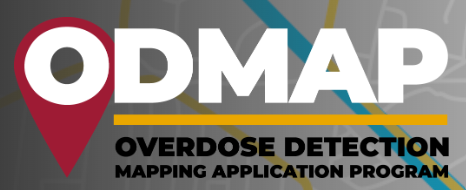 ODMAP
OVERDOSE DETECTION
MAPPING APPLICATION PROGRAM